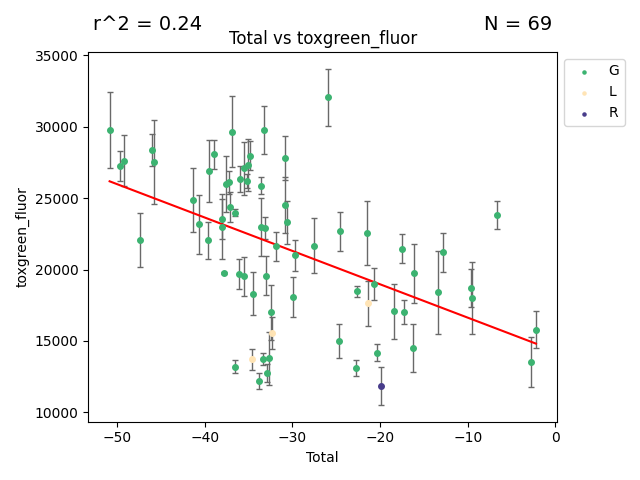 r^2 = 0.24 N = 69
Total vs toxgreen_fluor
35000
30000
25000
20000
15000
10000
toxgreen_fluor
−50 −40 −30 −20 −10 0
Total
G
L
R